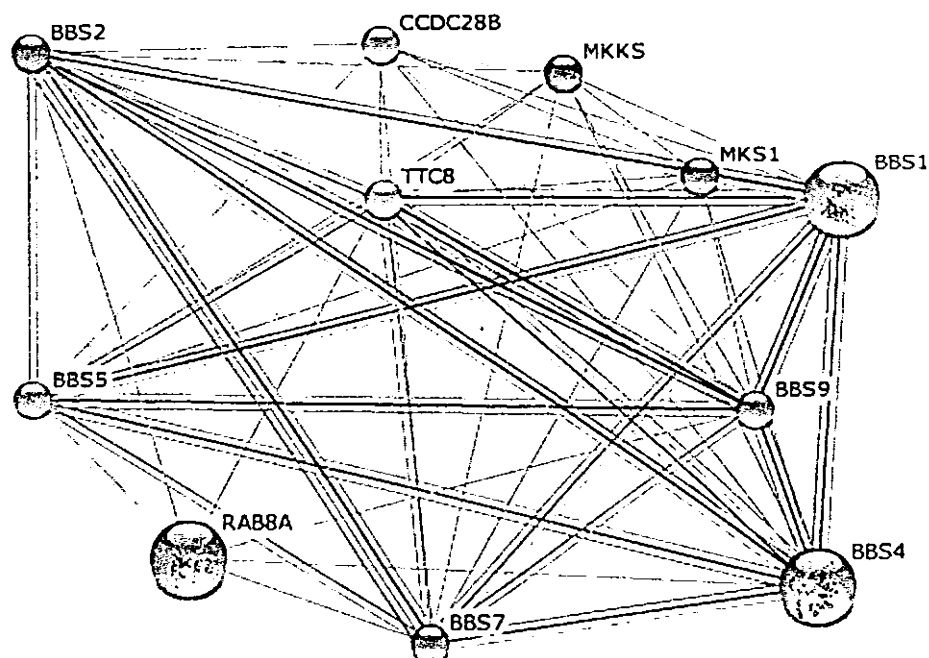 BBS2
CCDC28B
MKKS
MKS1
BBS1
TTC8
BBS5
BBS9
RAB8A
BBS4
BBS7